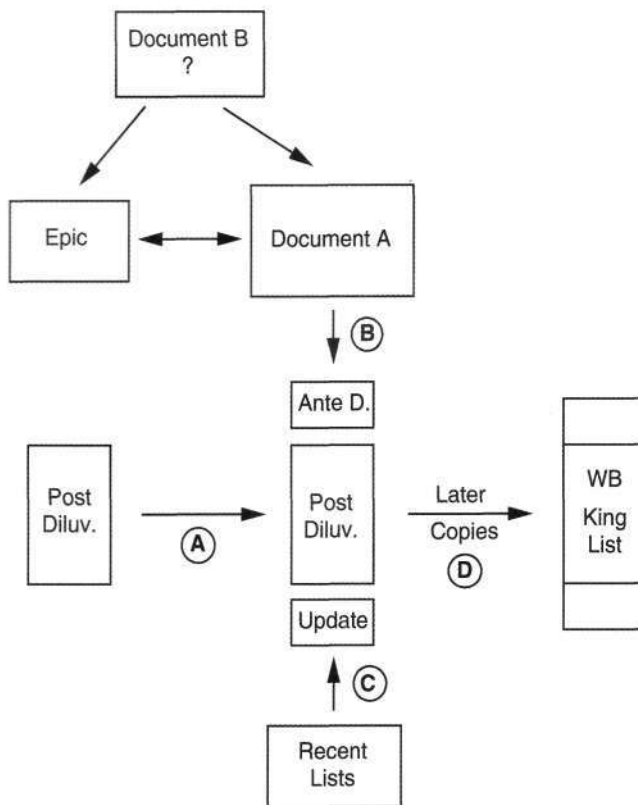 Document B
?
Epic
Document A
B
Ante D.
Post
Diluv.
A
Post
Diluv.
Later
Copies
D
WB
King
List
Update
C
Recent
Lists